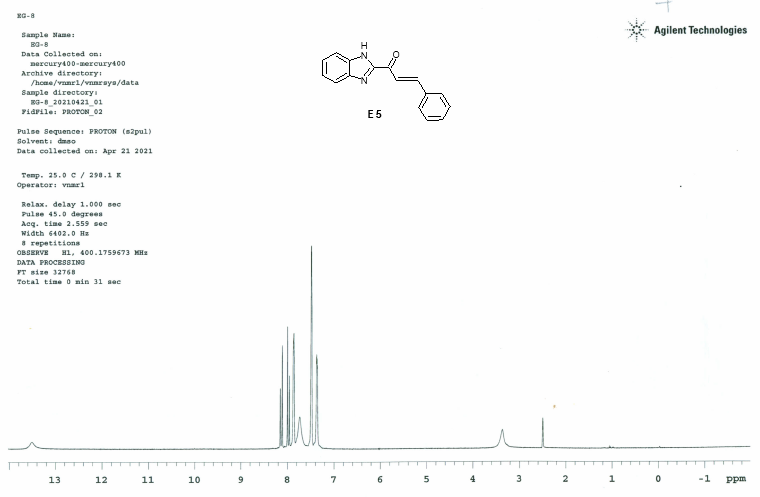 EG-8
Sample Name:
EG-8
Data Collected on:
mercury400-mercury400
Archive directory:
/home/vnmr1/vnmrsys/data
Sample directory:
EG-8_20210421_01
FidFile: PROTON_02
Pulse Sequence: PROTON (s2pul)
Solvent: dmso
Data collected on: Apr 21 2021
Temp. 25.0 C / 298.1 K
Operator: vnmr1
Relax. delay 1.000 sec
Pulse 45.0 degrees
Acq. time 2.559 sec
Width 6402.0 Hz
8 repetitions
OBSERVE H1, 400.1759673 MHz
DATA PROCESSING
FT size 32768
Total time 0 min 31 sec
Agilent Technologies
H
N
O
N
E5
13 12 11 10 9 8 7 6 5 4 3 2 1 0 -1 ppm